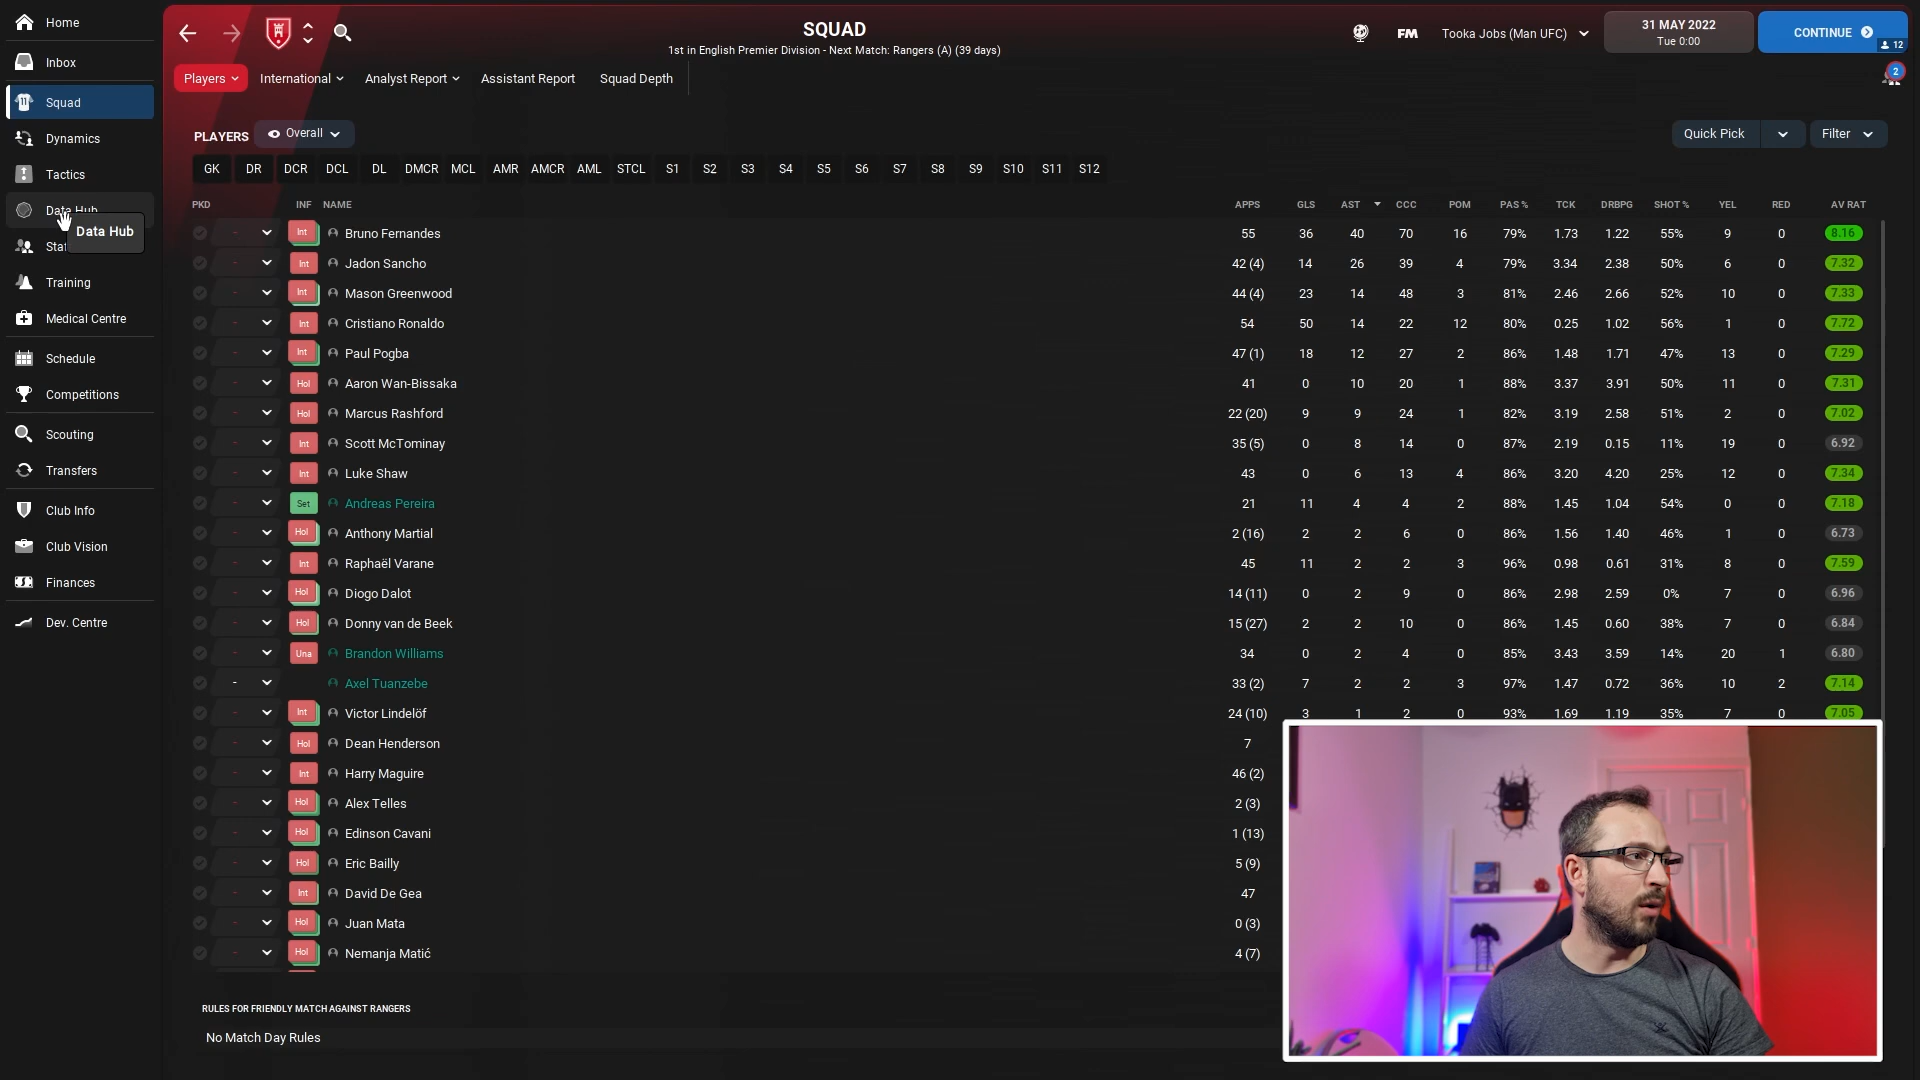 Home
Inbox
Squad
Dynamics
Tactics
Data Hub
Data Hub
Training
Medical Centre
Schedule
Competitions
Scouting
Transfers
Club Info
Club Vision
Finances
Dev. Centre
SQUAD
1st in English Premier Division - Next Match: Rangers (A) (39 days)
FM
Tooka Jobs (Man UFC)
31 MAY 2022
Tue 0:00
CONTINUE
12
2
Players International Analyst Report Assistant Report Squad Depth
PLAYERS Overall Quick Pick Filter
GK DR DCR DCL DL DMCR MCL AMR AMCR AML STCL S1 S2 S3 S4 S5 S6 S7 S8 S9 S10 S11 S12
PKD INF NAME APPS GLS AST CCC POM PAS % TCK DRBPG SHOT % YEL RED AV RAT
- Int Bruno Fernandes 55 36 40 70 16 79% 1.73 1.22 55% 9 0 8.16
- Int Jadon Sancho 42 (4) 14 26 39 4 79% 3.34 2.38 50% 6 0 7.32
- Int Mason Greenwood 44 (4) 23 14 48 3 81% 2.46 2.66 52% 10 0 7.33
- Int Cristiano Ronaldo 54 50 14 22 12 80% 0.25 1.02 56% 1 0 7.72
- Int Paul Pogba 47 (1) 18 12 27 2 86% 1.48 1.71 47% 13 0 7.29
- Hol Aaron Wan-Bissaka 41 0 10 20 1 88% 3.37 3.91 50% 11 0 7.31
- Hol Marcus Rashford 22 (20) 9 9 24 1 82% 3.19 2.58 51% 2 0 7.02
- Int Scott McTominay 35 (5) 0 8 14 0 87% 2.19 0.15 11% 19 0 6.92
- Int Luke Shaw 43 0 6 13 4 86% 3.20 4.20 25% 12 0 7.34
- Set Andreas Pereira 21 11 4 4 2 88% 1.45 1.04 54% 0 0 7.18
- Hol Anthony Martial 2 (16) 2 2 6 0 86% 1.56 1.40 46% 1 0 6.73
- Int Raphaël Varane 45 11 2 2 3 96% 0.98 0.61 31% 8 0 7.59
- Hol Diogo Dalot 14 (11) 0 2 9 0 86% 2.98 2.59 0% 7 0 6.96
- Hol Donny van de Beek 15 (27) 2 2 10 0 86% 1.45 0.60 38% 7 0 6.84
- Una Brandon Williams 34 0 2 4 0 85% 3.43 3.59 14% 20 1 6.80
- Axel Tuanzebe 33 (2) 7 2 2 3 97% 1.47 0.72 36% 10 2 7.14
- Int Victor Lindelöf 24 (10) 3 1 2 0 93% 1.69 1.19 35% 7 0 7.05
- Hol Dean Henderson 7
- Int Harry Maguire 46 (2)
- Hol Alex Telles 2 (3)
- Hol Edinson Cavani 1 (13)
- Hol Eric Bailly 5 (9)
- Int David De Gea 47
- Hol Juan Mata 0 (3)
- Hol Nemanja Matić 4 (7)
RULES FOR FRIENDLY MATCH AGAINST RANGERS
No Match Day Rules